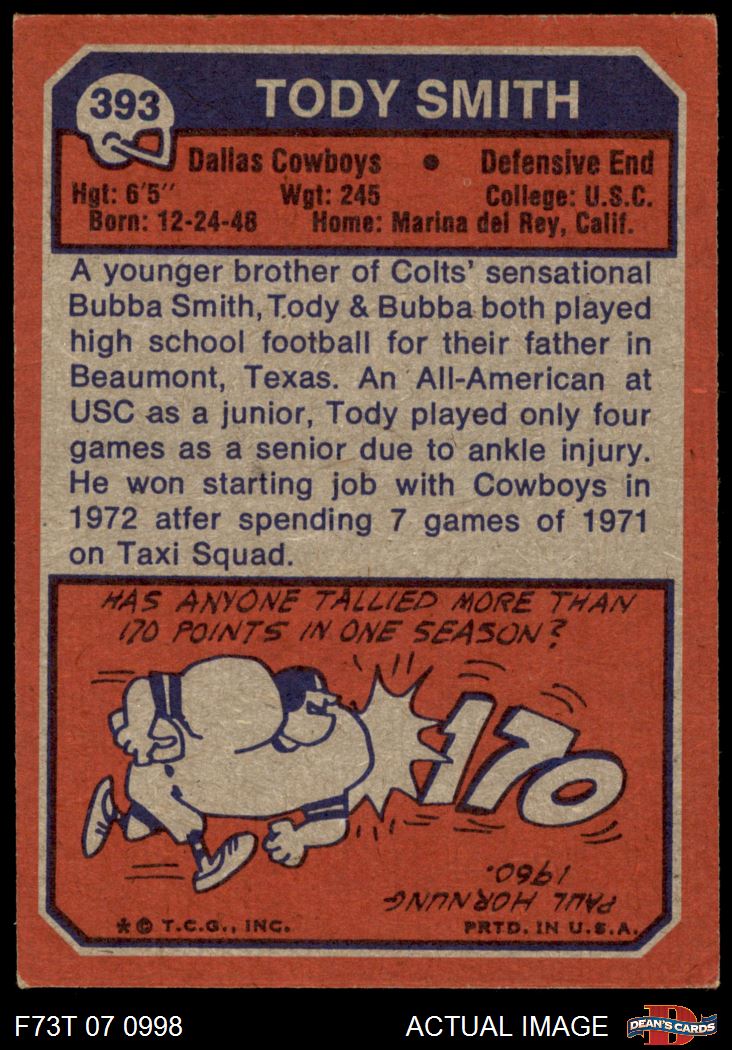 393
TODY SMITH
Dallas Cowboys • Defensive End
Hgt: 6'5" Wgt: 245 College: U.S.C.
Born: 12-24-48 Home: Marina del Rey, Calif.
A younger brother of Colts' sensational
Bubba Smith, Tody & Bubba both played
high school football for their father in
Beaumont, Texas. An All-American at
USC as a junior, Tody played only four
games as a senior due to ankle injury.
He won starting job with Cowboys in
1972 atfer spending 7 games of 1971
on Taxi Squad.
HAS ANYONE TALLIED MORE THAN
170 POINTS IN ONE SEASON?
170
PAUL HORNUNG
1960.
*© T.C.G., INC. PRTD. IN U.S.A.
F73T 07 0998 ACTUAL IMAGE DEAN'S CARDS